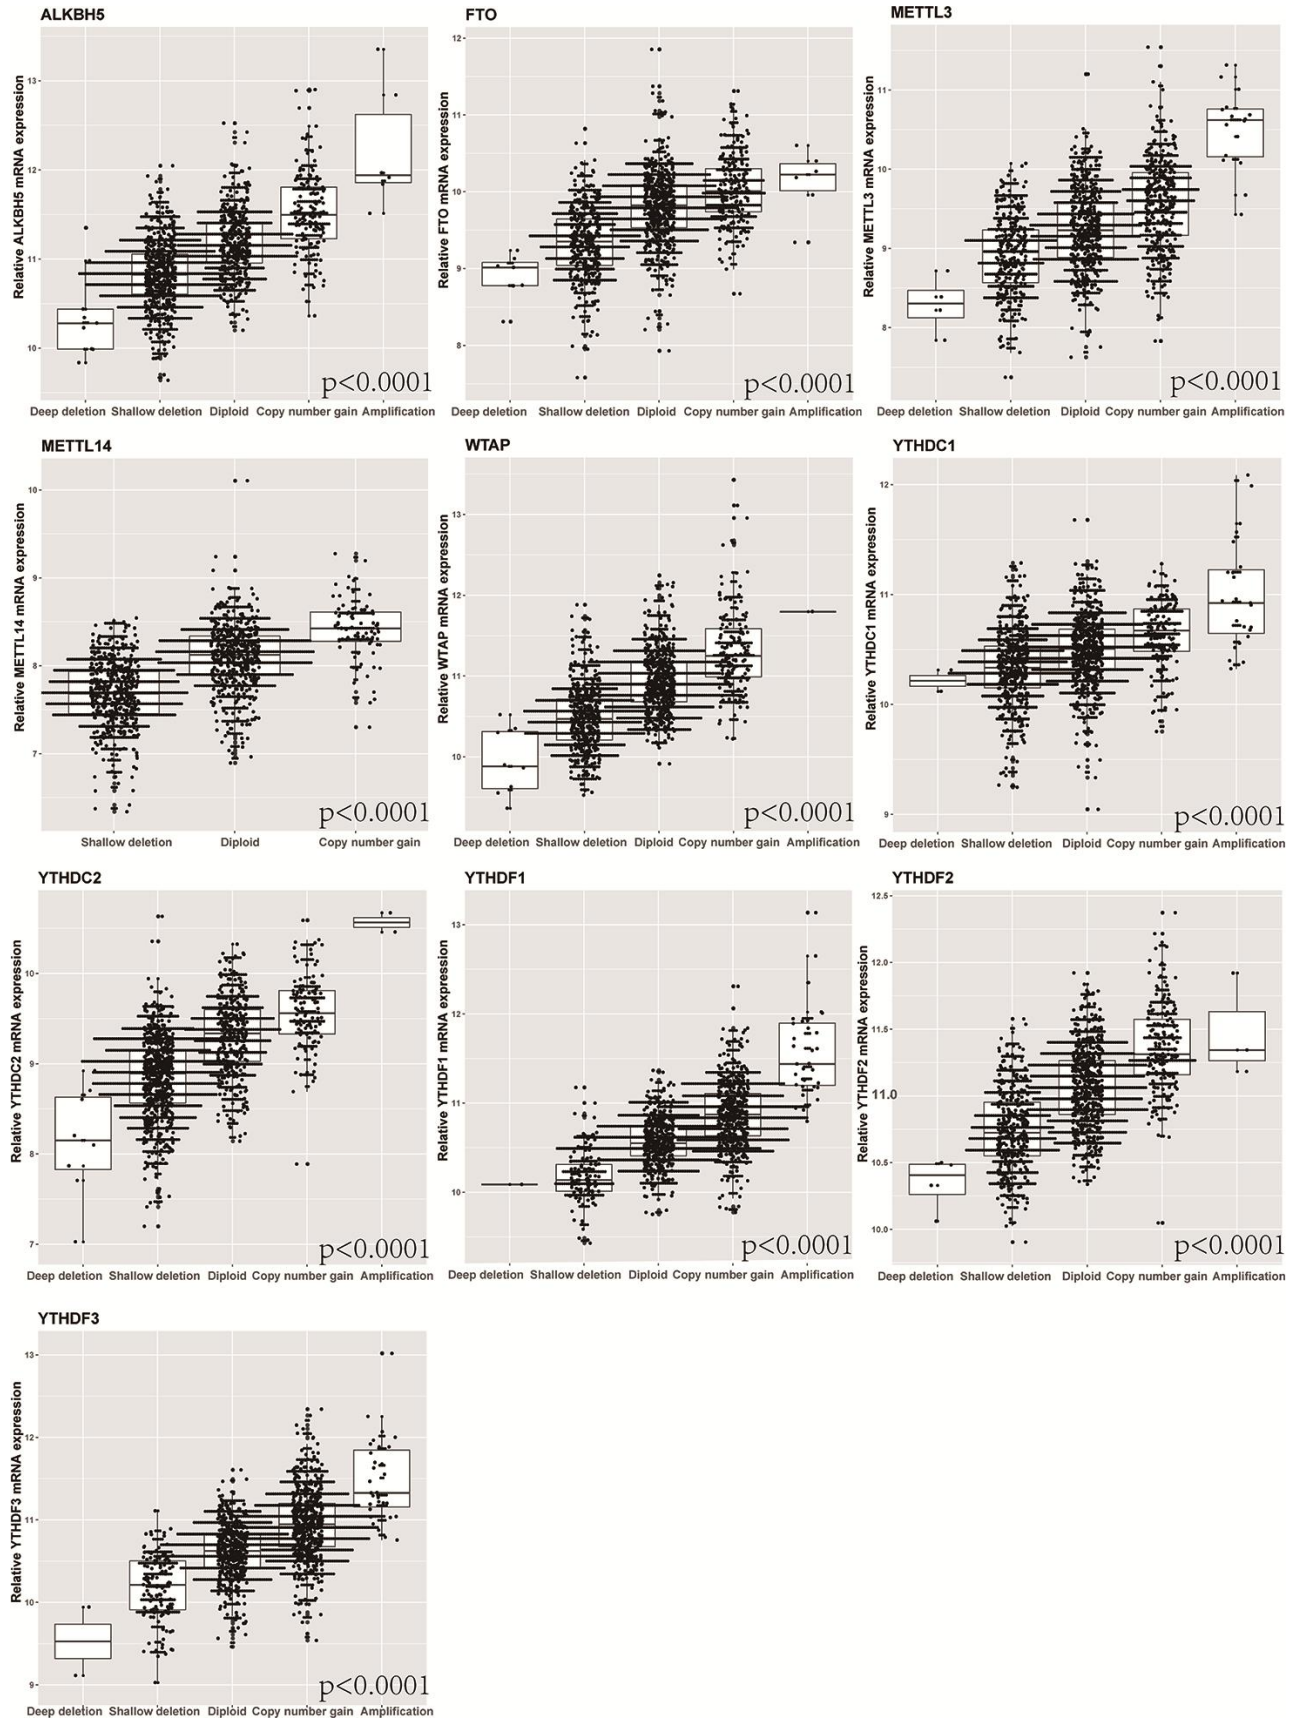 ALKBH5
Relative ALKBH5 mRNA expression
13
12
11
10
p<0.0001
Deep deletion Shallow deletion Diploid Copy number gain Amplification
FTO
Relative FTO mRNA expression
12
11
10
9
8
p<0.0001
Deep deletion Shallow deletion Diploid Copy number gain Amplification
METTL3
Relative METTL3 mRNA expression
11
10
9
8
p<0.0001
Deep deletion Shallow deletion Diploid Copy number gain Amplification
METTL14
Relative METTL14 mRNA expression
10
9
8
7
p<0.0001
Shallow deletion Diploid Copy number gain
WTAP
Relative WTAP mRNA expression
13
12
11
10
p<0.0001
Deep deletion Shallow deletion Diploid Copy number gain Amplification
YTHDC1
Relative YTHDC1 mRNA expression
12
11
10
9
p<0.0001
Deep deletion Shallow deletion Diploid Copy number gain Amplification
YTHDC2
Relative YTHDC2 mRNA expression
10
9
8
7
p<0.0001
Deep deletion Shallow deletion Diploid Copy number gain Amplification
YTHDF1
Relative YTHDF1 mRNA expression
13
12
11
10
p<0.0001
Deep deletion Shallow deletion Diploid Copy number gain Amplification
YTHDF2
Relative YTHDF2 mRNA expression
12.5
12.0
11.5
11.0
10.5
10.0
p<0.0001
Deep deletion Shallow deletion Diploid Copy number gain Amplification
YTHDF3
Relative YTHDF3 mRNA expression
13
12
11
10
9
p<0.0001
Deep deletion Shallow deletion Diploid Copy number gain Amplification